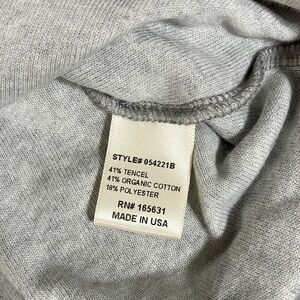 STYLE# 054221B
41% TENCEL
41% ORGANIC COTTON
18% POLYESTER
RN# 165631
MADE IN USA